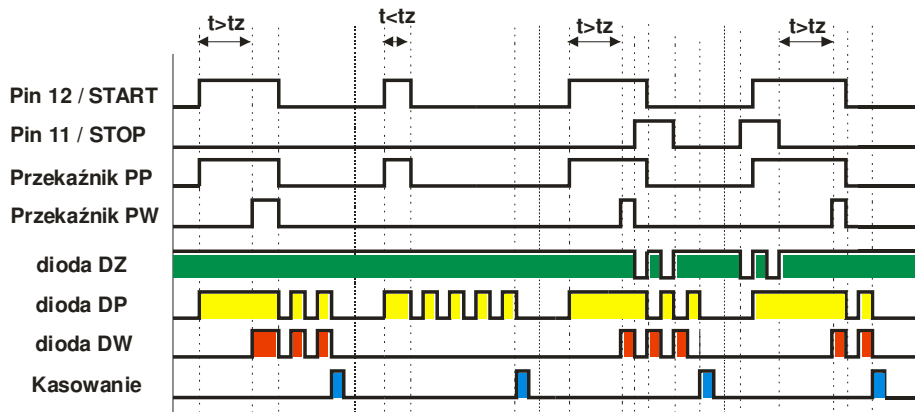 t>tz t<tz t>tz t>tz
Pin 12 / START
Pin 11 / STOP
Przekaźnik PP
Przekaźnik PW
dioda DZ
dioda DP
dioda DW
Kasowanie